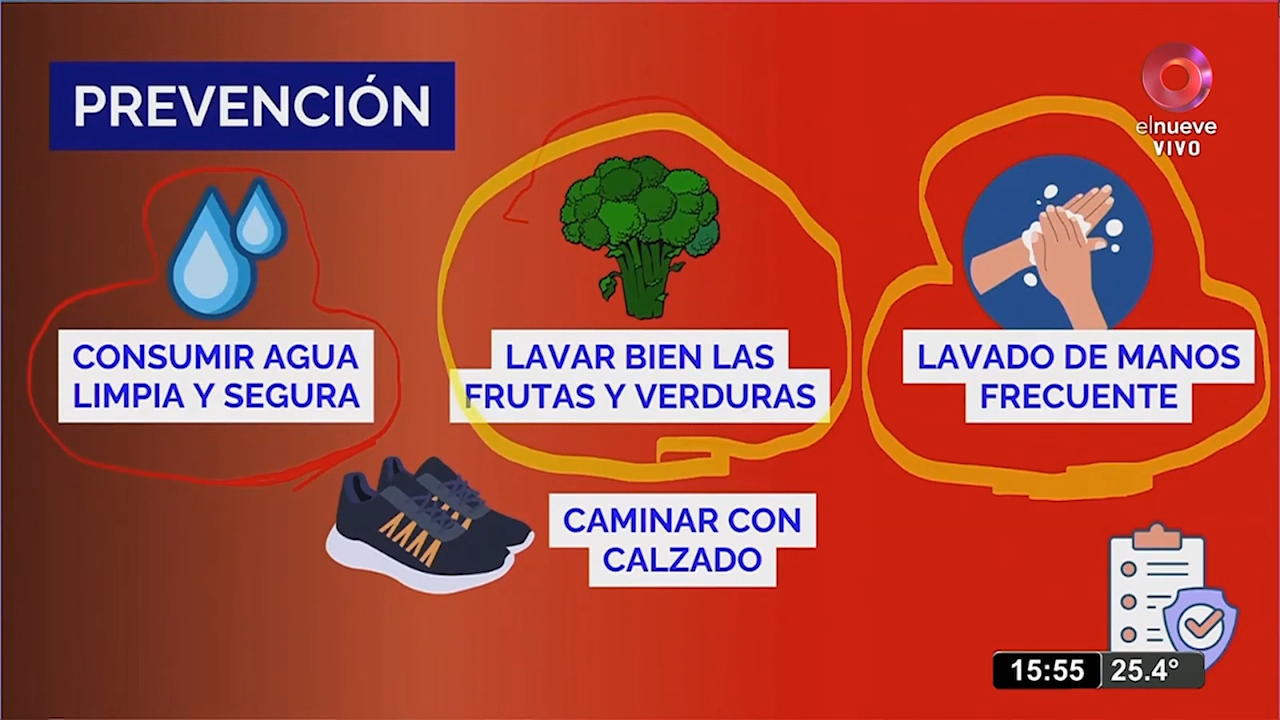 PREVENCIÓN
elnueve
VIVO
CONSUMIR AGUA
LIMPIA Y SEGURA
LAVAR BIEN LAS
FRUTAS Y VERDURAS
LAVADO DE MANOS
FRECUENTE
CAMINAR CON
CALZADO
15:55 25.4°